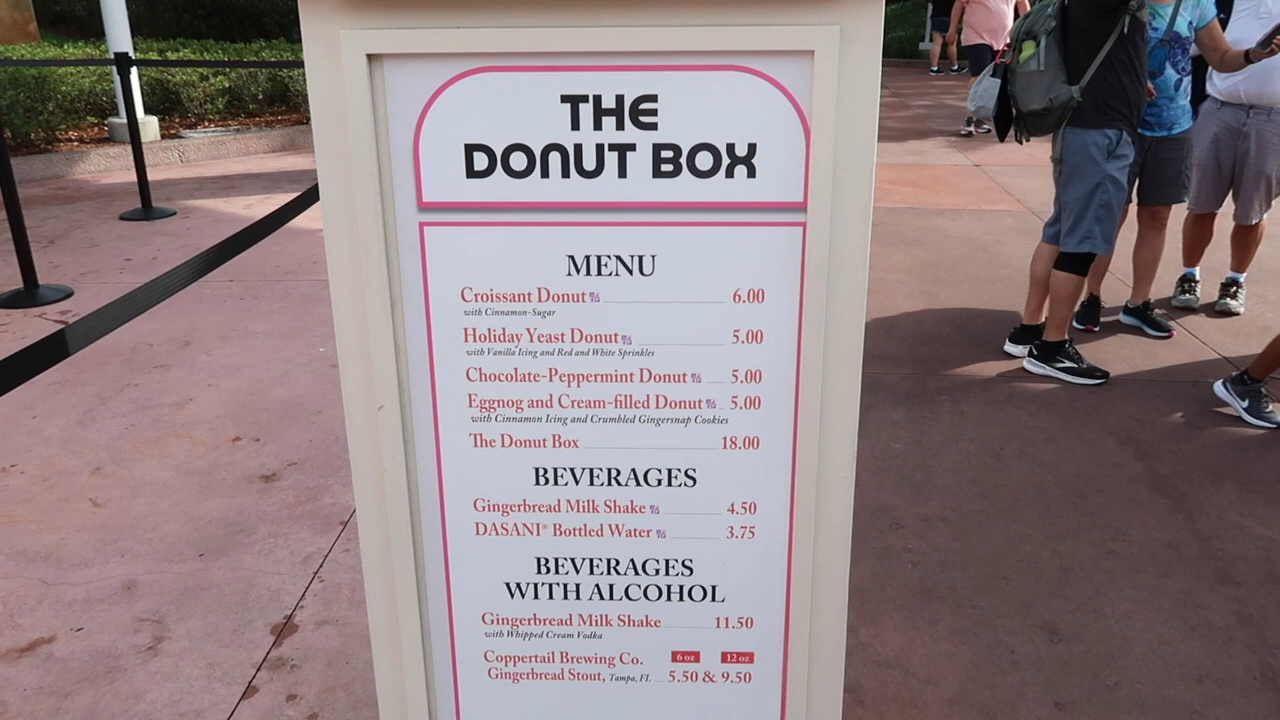 THE
DONUT BOX
MENU
Croissant Donut 6.00
with Cinnamon-Sugar
Holiday Yeast Donut 5.00
with Vanilla Icing and Red and White Sprinkles
Chocolate-Peppermint Donut 5.00
Eggnog and Cream-filled Donut 5.00
with Cinnamon Icing and Crumbled Gingersnap Cookies
The Donut Box 18.00
BEVERAGES
Gingerbread Milk Shake 4.50
DASANI® Bottled Water 3.75
BEVERAGES
WITH ALCOHOL
Gingerbread Milk Shake 11.50
with Whipped Cream Vodka
Coppertail Brewing Co. 6 oz 12 oz
Gingerbread Stout, Tampa, FL 5.50 & 9.50